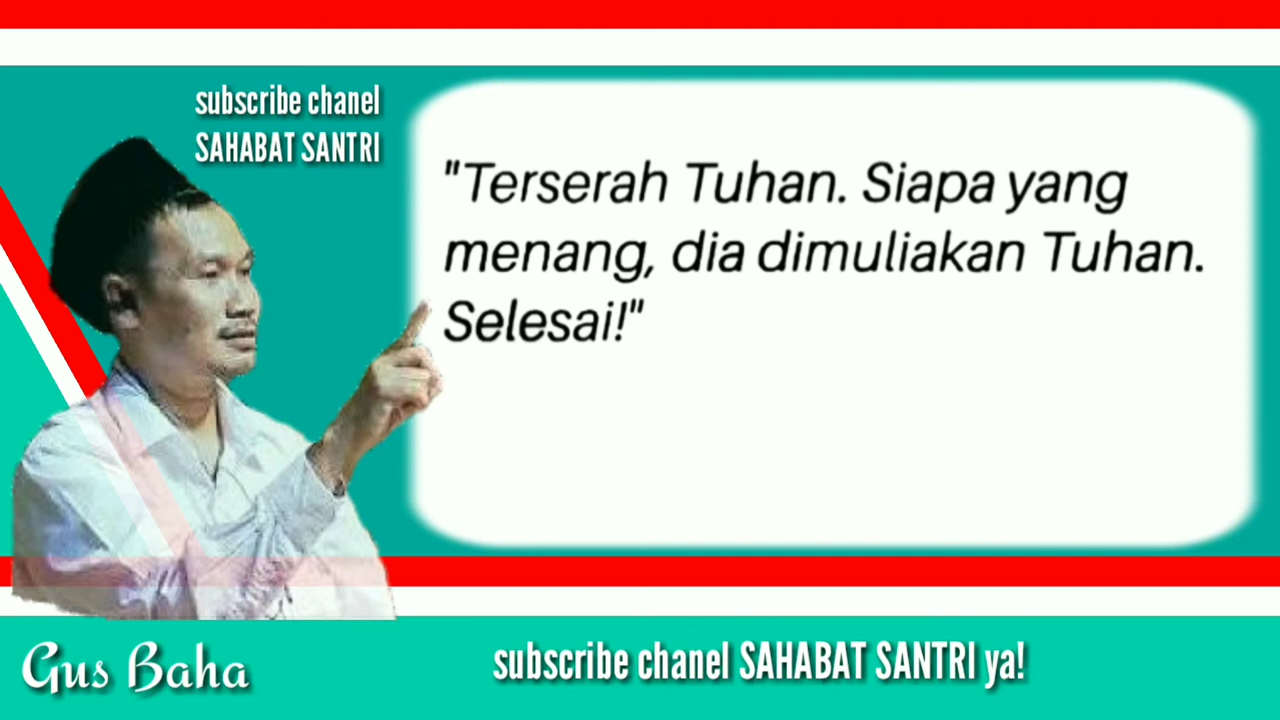 subscribe chanel
SAHABAT SANTRI
"Terserah Tuhan. Siapa yang
menang, dia dimuliakan Tuhan.
Selesai!"
Gus Baha
subscribe chanel SAHABAT SANTRI ya!